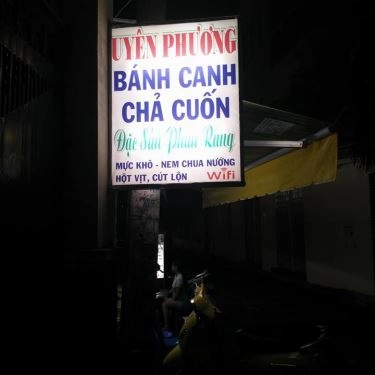 UYÊN PHƯƠNG
BÁNH CANH
CHẢ CUỐN
Đặc Sản Phan Rang
MỰC KHÔ - NEM CHUA NƯỚNG
HỘT VỊT, CÚT LỘN Wifi